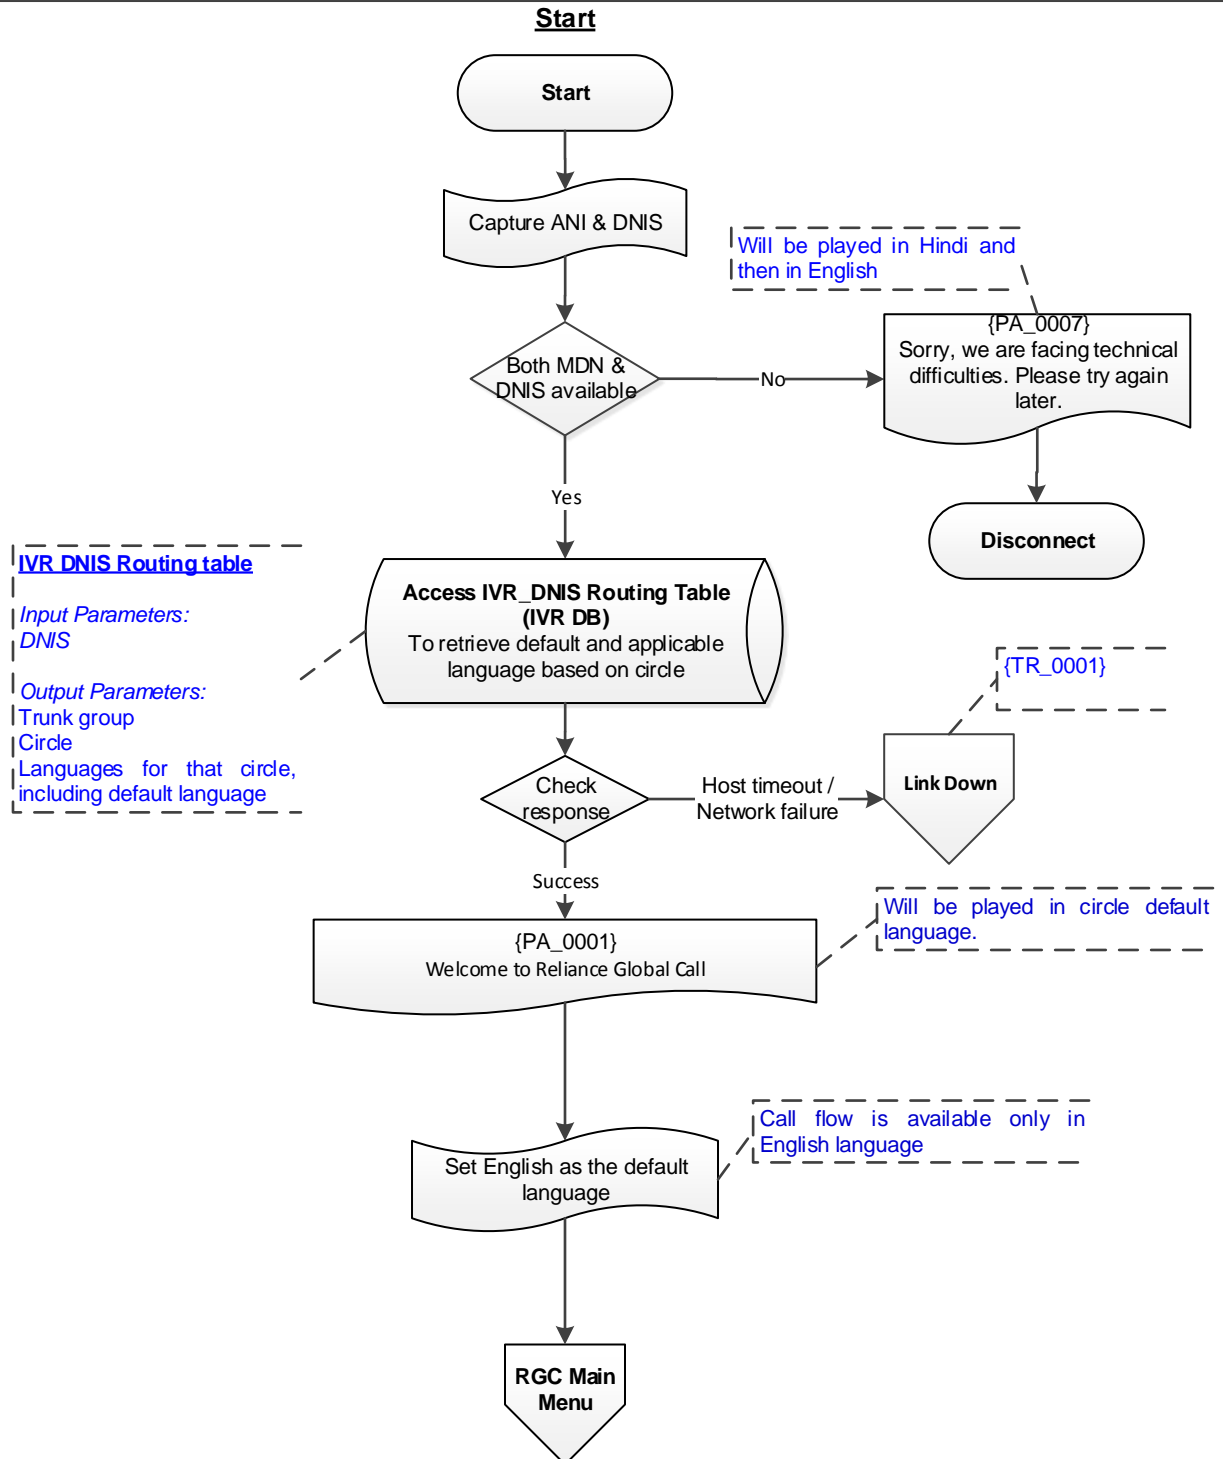 Start
Start
Capture ANI & DNIS
Will be played in Hindi and
then in English
{PA_0007}
Sorry, we are facing technical
difficulties. Please try again
later.
Both MDN &
DNIS available
No
Yes
Disconnect
IVR DNIS Routing table
Input Parameters:
DNIS
Output Parameters:
Trunk group
Circle
Languages for that circle,
including default language
Access IVR_DNIS Routing Table
(IVR DB)
To retrieve default and applicable
language based on circle
{TR_0001}
Check
response
Host timeout /
Network failure
Link Down
Success
{PA_0001}
Welcome to Reliance Global Call
Will be played in circle default
language.
Call flow is available only in
English language
Set English as the default
language
RGC Main
Menu